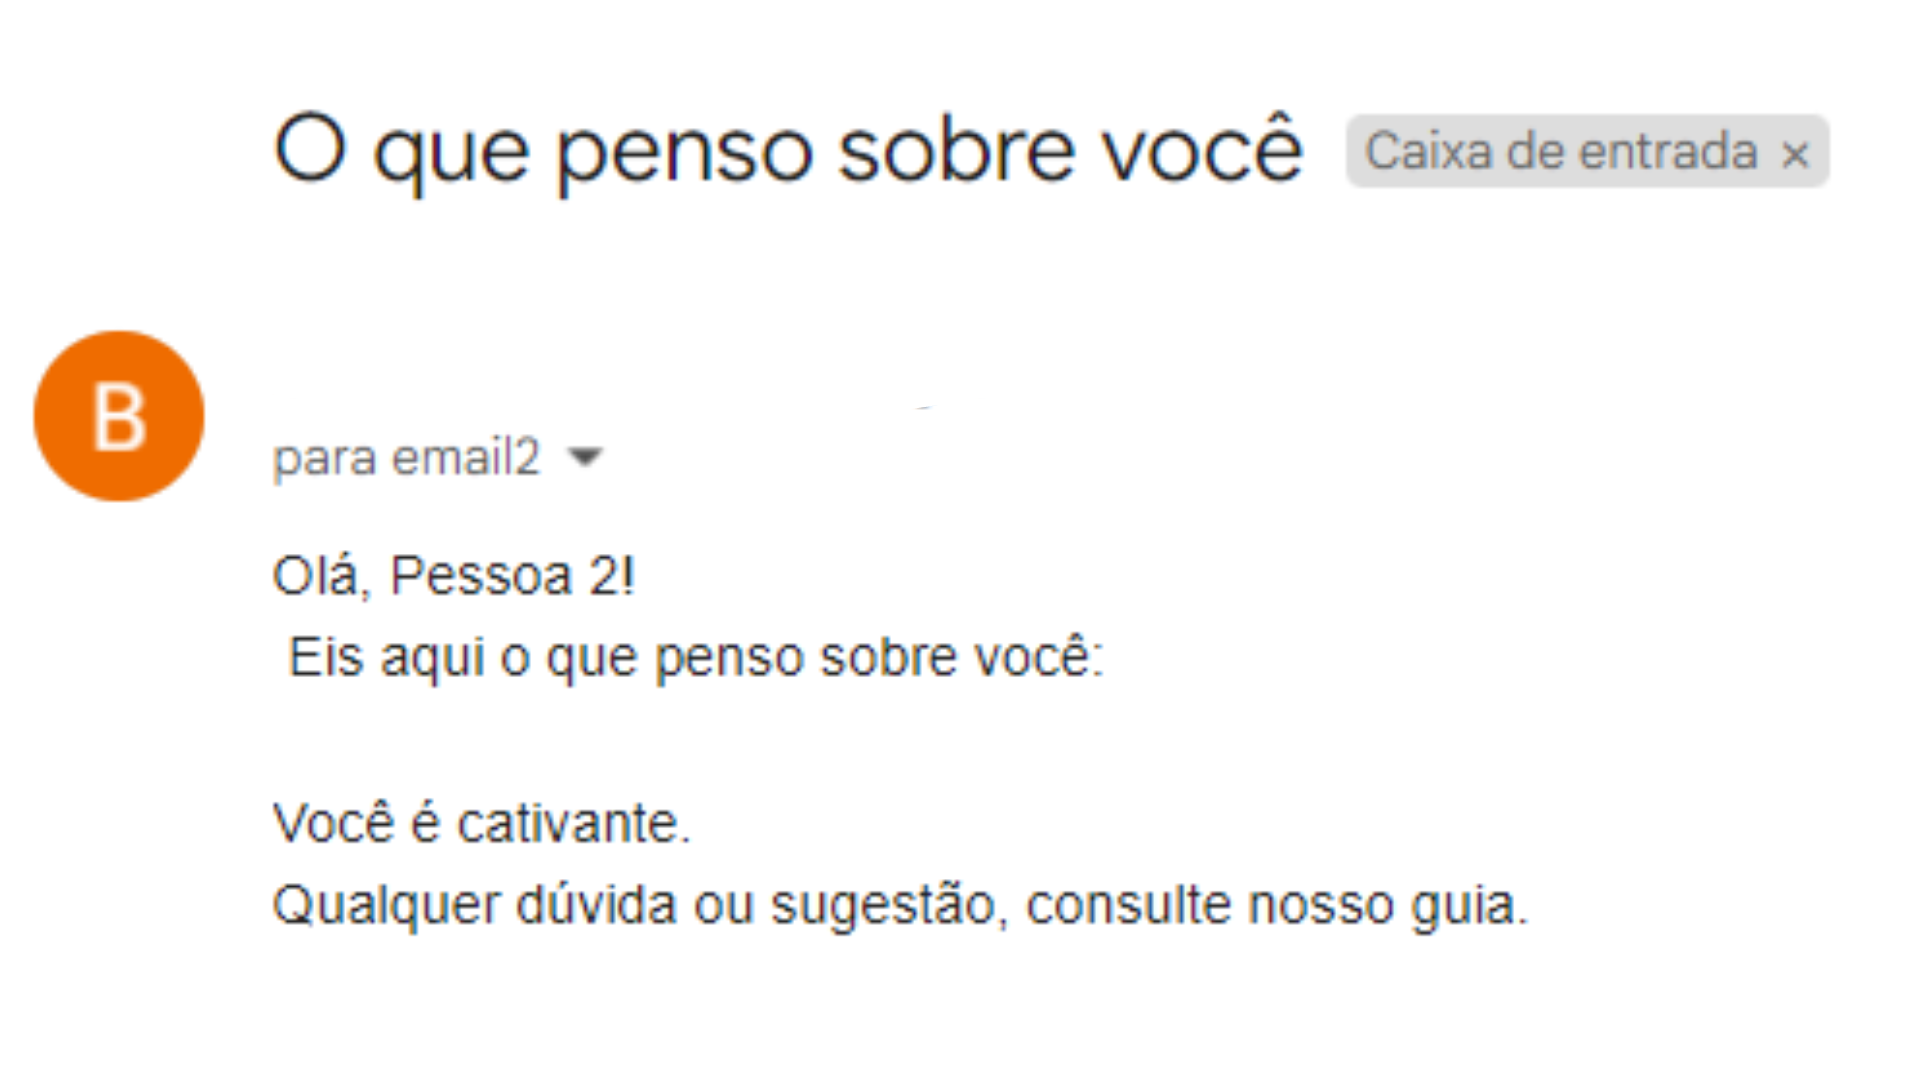 O que penso sobre você Caixa de entrada ×
B
para email2
Olá, Pessoa 2!
Eis aqui o que penso sobre você:
Você é cativante.
Qualquer dúvida ou sugestão, consulte nosso guia.